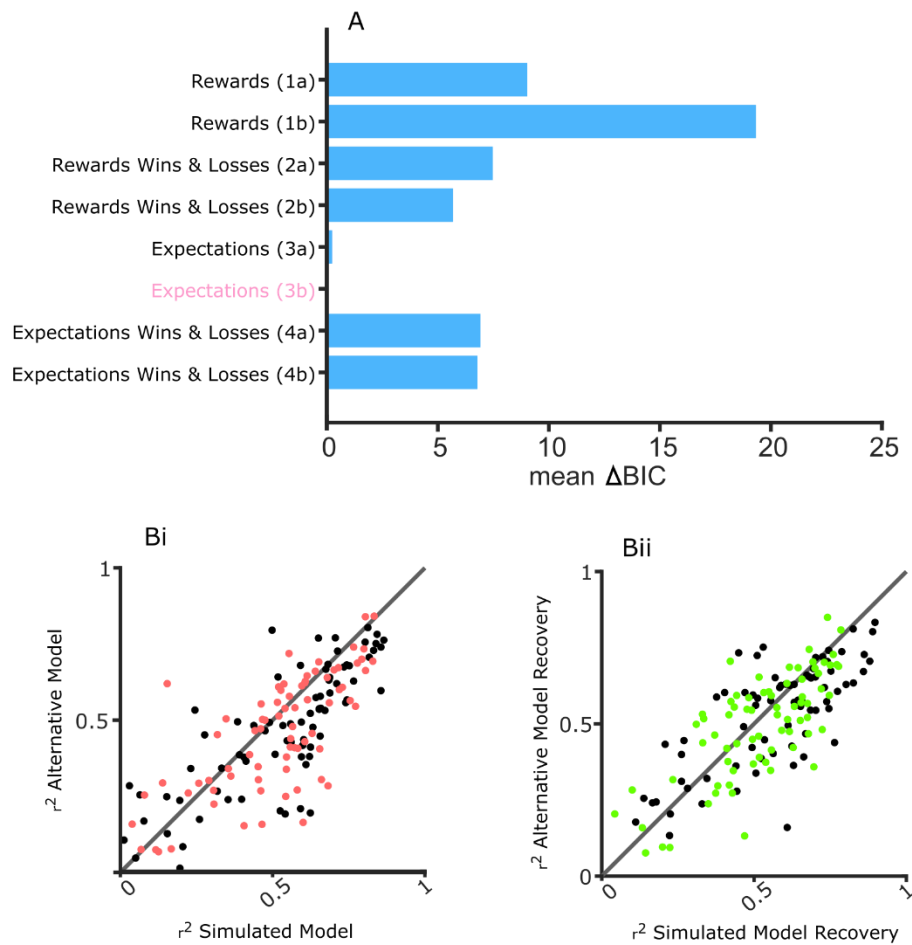 A
Rewards (1a)
Rewards (1b)
Rewards Wins & Losses (2a)
Rewards Wins & Losses (2b)
Expectations (3a)
Expectations (3b)
Expectations Wins & Losses (4a)
Expectations Wins & Losses (4b)
0 5 10 15 20 25
mean ΔBIC
Bi
1
0.5
r² Alternative Model
0 0.5 1
r² Simulated Model
Bii
1
0.5
0
r² Alternative Model Recovery
0 0.5 1
r² Simulated Model Recovery